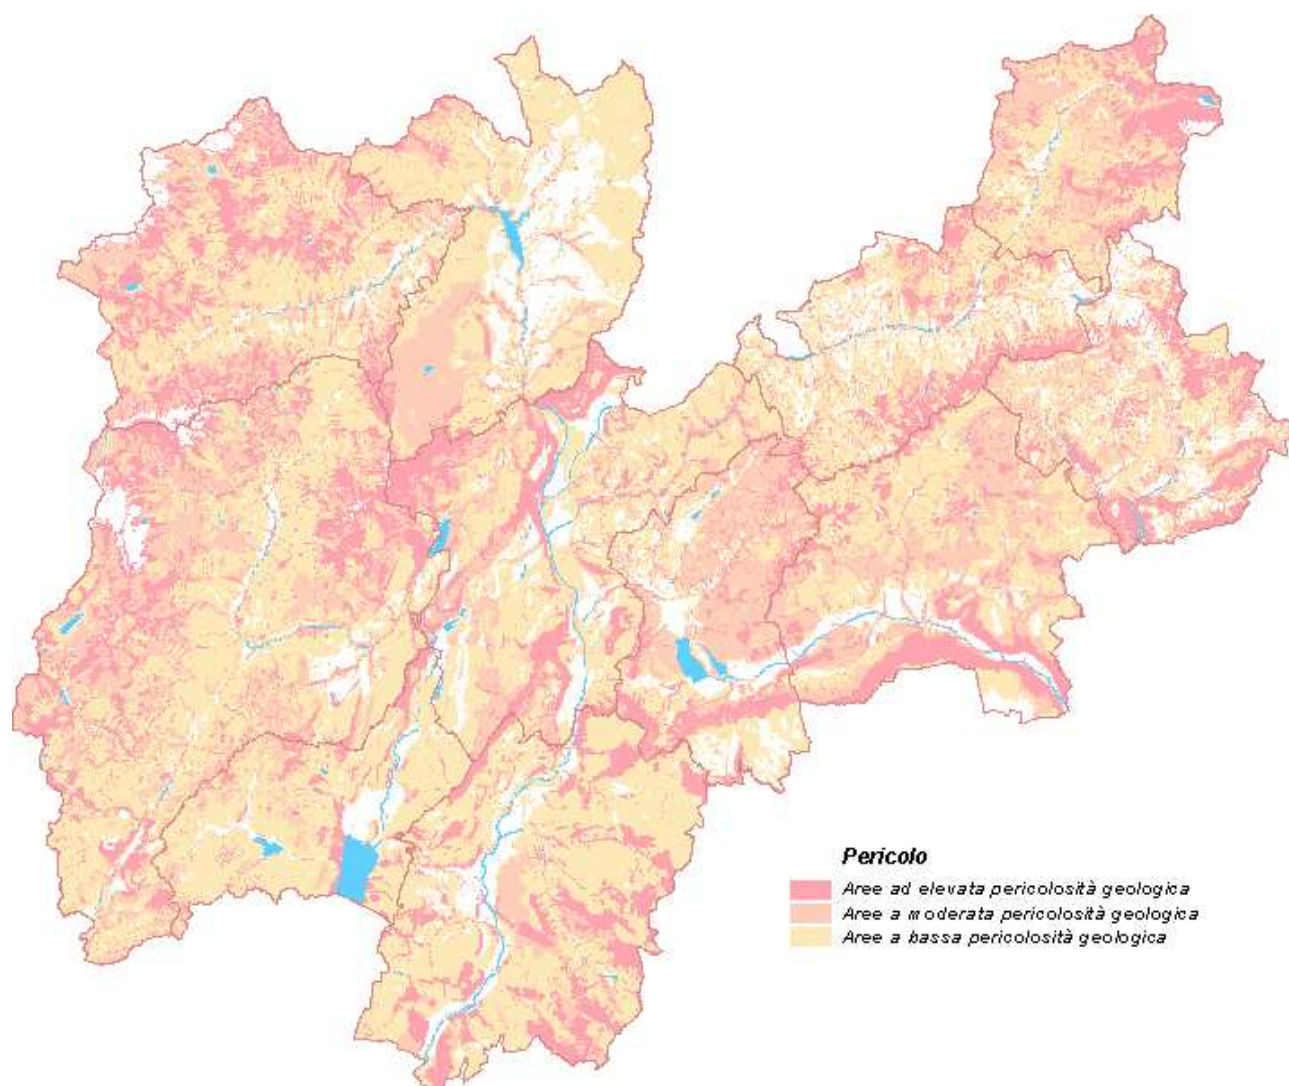 Pericolo
Aree ad elevata pericolosità geologica
Aree a moderata pericolosità geologica
Aree a bassa pericolosità geologica